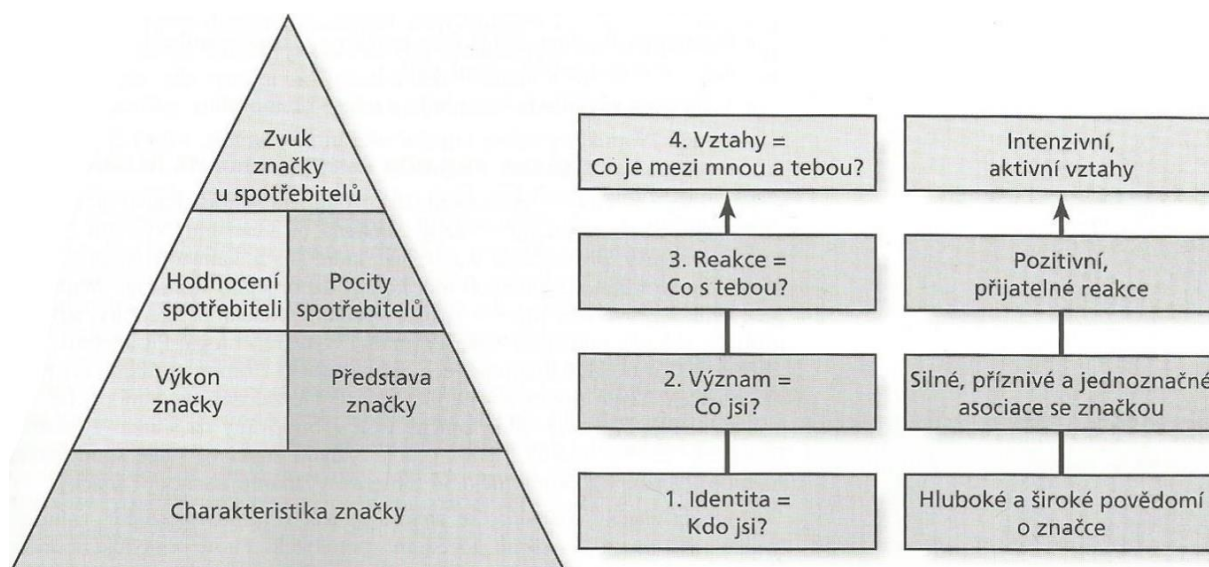 Zvuk
značky
u spotřebitelů
Hodnocení
spotřebiteli
Pocity
spotřebitelů
Výkon
značky
Představa
značky
Charakteristika značky
4. Vztahy =
Co je mezi mnou a tebou?
3. Reakce =
Co s tebou?
2. Význam =
Co jsi?
1. Identita =
Kdo jsi?
Intenzivní,
aktivní vztahy
Pozitivní,
přijatelné reakce
Silné, příznivé a jednoznačné
asociace se značkou
Hluboké a široké povědomí
o značce